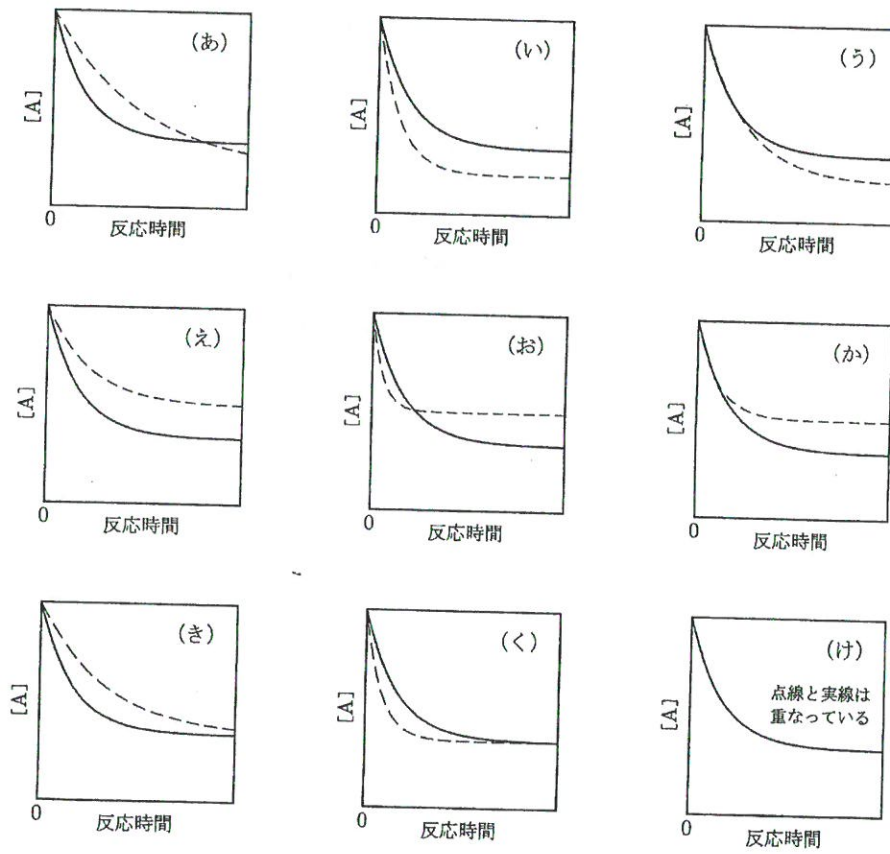 (あ)
[A]
0
反応時間
(い)
[A]
0
反応時間
(う)
[A]
0
反応時間
(え)
[A]
0
反応時間
(お)
[A]
0
反応時間
(か)
[A]
0
反応時間
(き)
[A]
0
反応時間
(く)
[A]
0
反応時間
(け)
点線と実線は
重なっている
[A]
0
反応時間